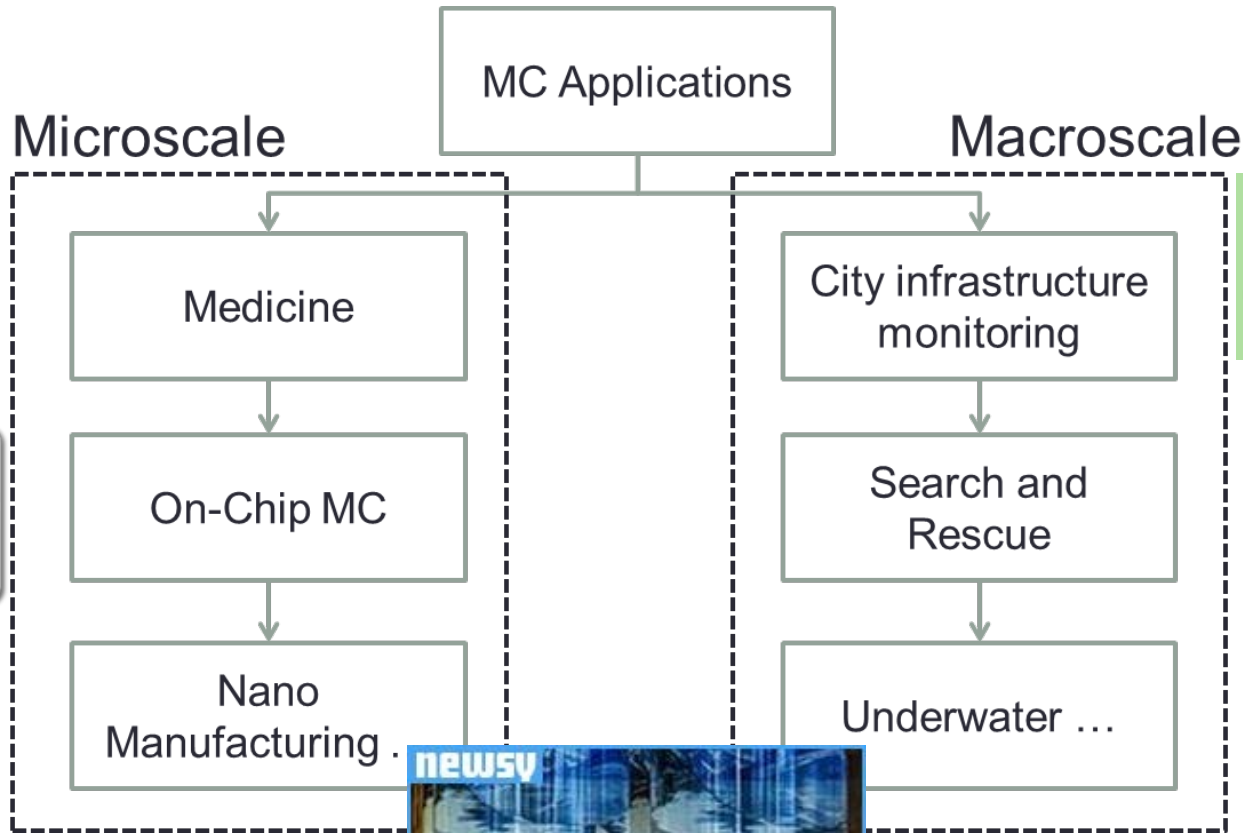 MC Applications
Microscale
Macroscale
Medicine
City infrastructure
monitoring
On-Chip MC
Search and
Rescue
Nano
Manufacturing .
Underwater …
newsy